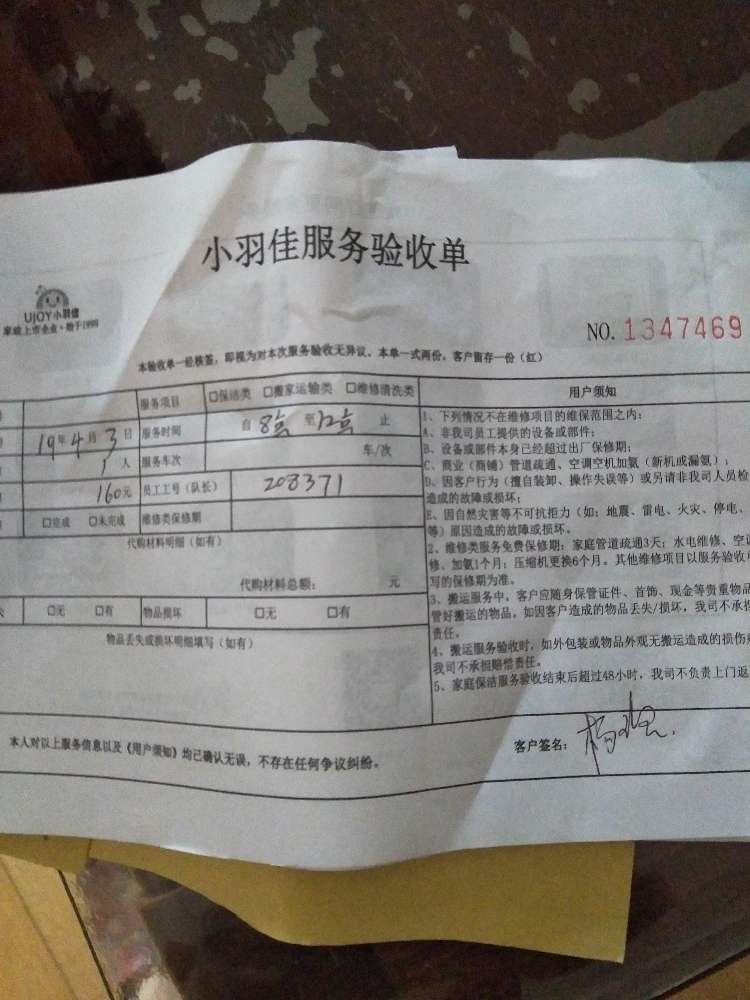 小羽佳服务验收单
UJOY小羽佳
家政上市企业·始于1999
NO. 1347469
本验收单一经核签，即视为对本次服务验收无异议。本单一式两份，客户留存一份（红）
服务项目 □保洁类 □搬家运输类 □维修清洗类
19年4月3日 服务时间 自 8点 至 12点 止
1人 服务车次 车/次
160元 员工工号（队长） 208371
□完成 □未完成 维修类保修期
代购材料明细（如有）
代购材料总额： 元
□无 □有 物品损坏 □无 □有
物品丢失或损坏明细填写（如有）
用户须知
1、下列情况不在维修项目的维保范围之内：
A、非我司员工提供的设备或部件；
B、设备或部件本身已经超过出厂保修期；
C、商业（商铺）管道疏通、空调空机加氨（新机或漏氨）；
D、因客户行为（擅自装卸、操作失误等）或另请非我司人员检
造成的故障或损坏；
E、因自然灾害等不可抗拒力（如：地震、雷电、火灾、停电、
等）原因造成的故障或损坏。
2、维修类服务免费保修期：家庭管道疏通3天；水电维修、空调
修、加氨1个月；压缩机更换6个月。其他维修项目以服务验收单
写的保修期为准。
3、搬运服务中，客户应随身保管证件、首饰、现金等贵重物品
管好搬运的物品，如因客户造成的物品丢失/损坏，我司不承担
责任。
4、搬运服务验收时，如外包装或物品外观无搬运造成的损伤
我司不承担赔偿责任。
5、家庭保洁服务验收结束后超过48小时，我司不负责上门返
本人对以上服务信息以及《用户须知》均已确认无误，不存在任何争议纠纷。
客户签名：